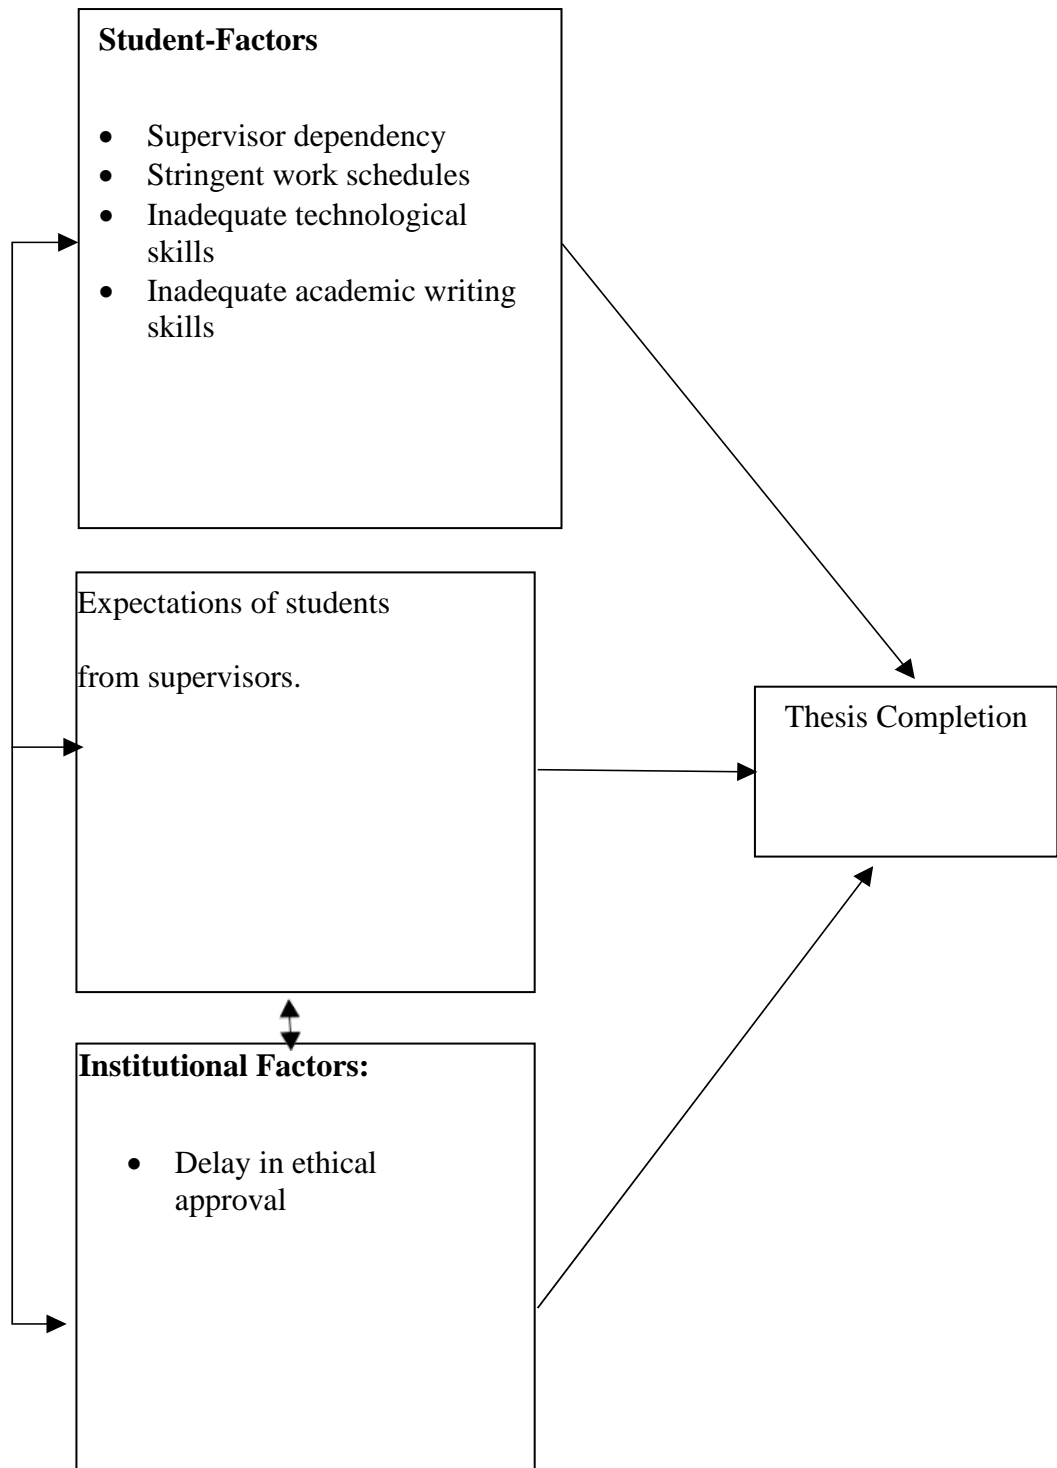 Student-Factors
• Supervisor dependency
• Stringent work schedules
• Inadequate technological
skills
• Inadequate academic writing
skills
Expectations of students
from supervisors.
Thesis Completion
Institutional Factors:
• Delay in ethical
approval